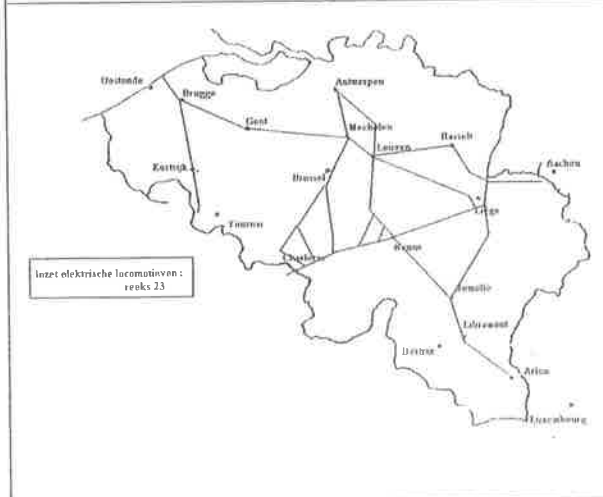 Antwerpen
Oostende
Brugge
Gent
Mechelen
Leuven
Hasselt
Aachen
Kortrijk
Brussel
Liège
Tournai
Namur
Charleroi
Inzet elektrische locomotieven :
reeks 23
Jemelle
Libramont
Bertrix
Arlon
Luxembourg